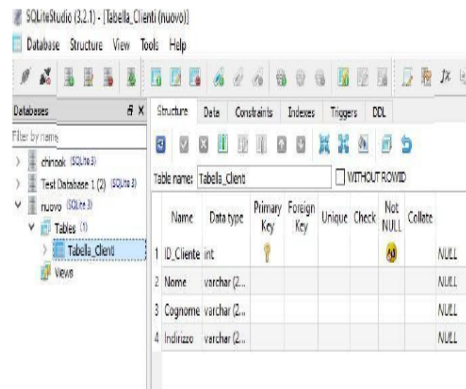 SQLiteStudio (3.2.1) - [Tabella_Clienti (nuovo)]
Database Structure View Tools Help
Databases
Filter by name
chinook (SQLite 3)
Test Database 1 (2) (SQLite 3)
nuovo (SQLite 3)
Tables (1)
Tabella_Clienti
Views
Structure Data Constraints Indexes Triggers DDL
Table name: Tabella_Clienti WITHOUT ROWID
Name Data type Primary Key Foreign Key Unique Check Not NULL Collate
1 ID_Cliente int NULL
2 Nome varchar (2... NULL
3 Cognome varchar (2... NULL
4 Indirizzo varchar (2... NULL